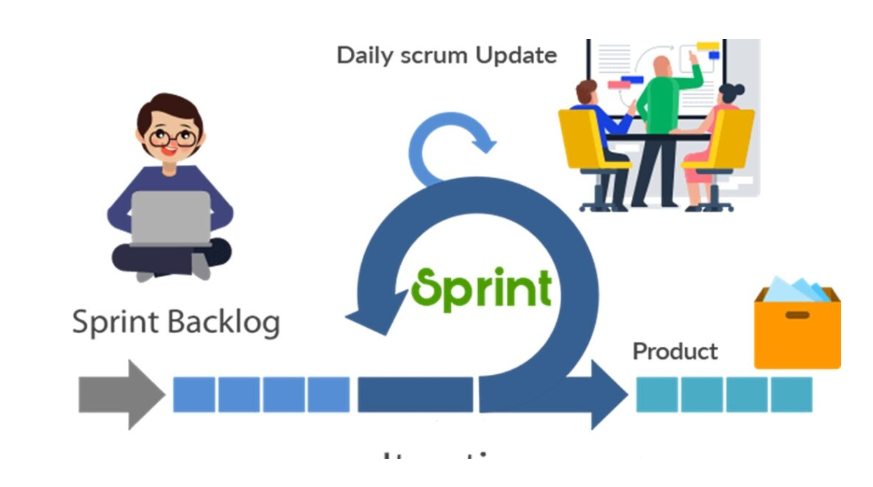 Daily scrum Update
Sprint
Sprint Backlog
Product